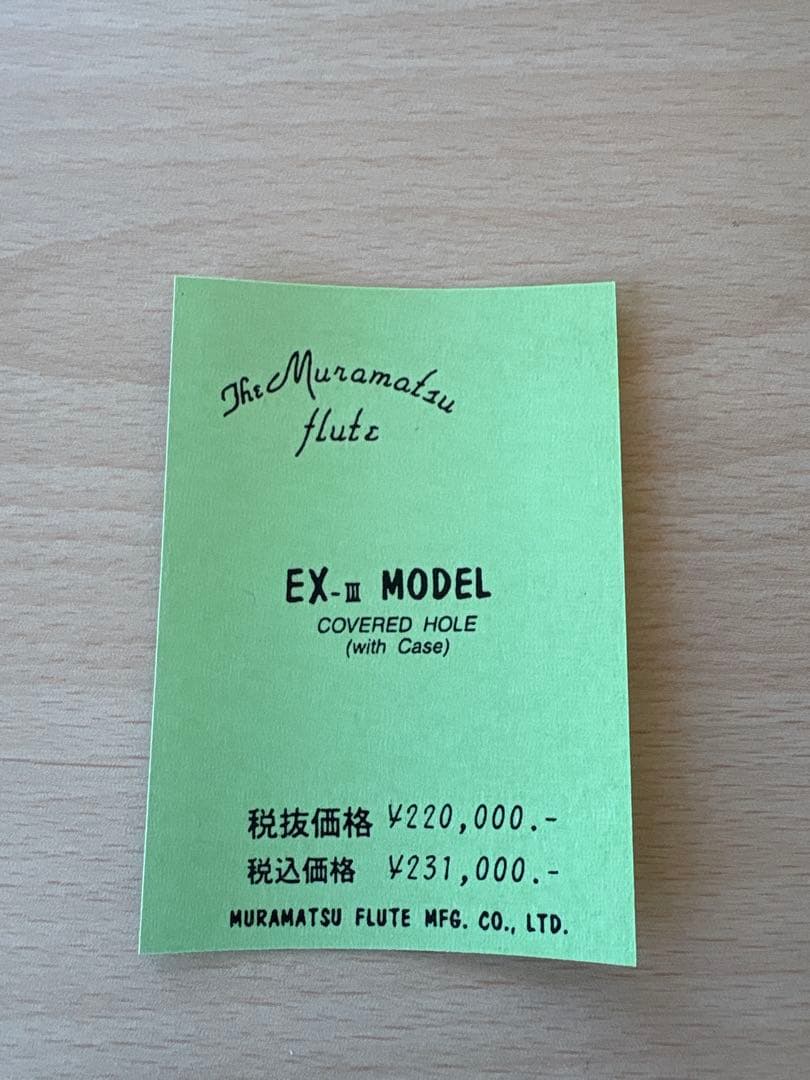 The Muramatsu
flute
EX-Ⅲ MODEL
COVERED HOLE
(with Case)
税抜価格 ¥220,000.-
税込価格 ¥231,000.-
MURAMATSU FLUTE MFG. CO., LTD.